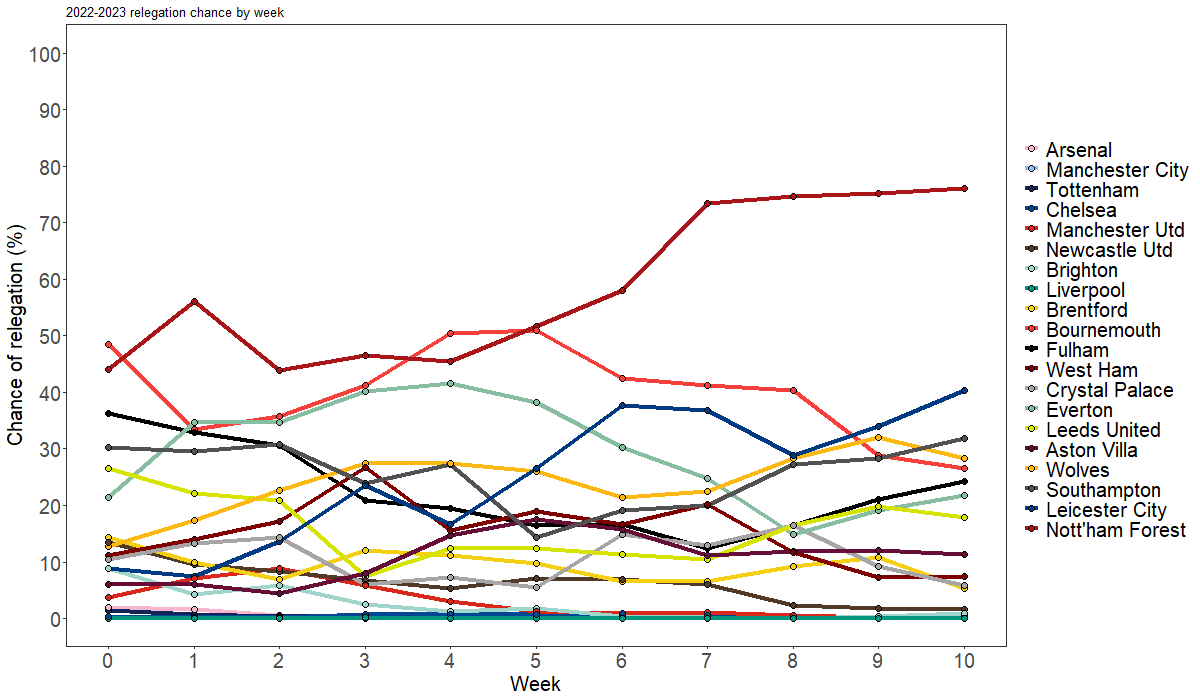 2022-2023 relegation chance by week
100
90
80
70
60
50
40
30
20
10
0
Chance of relegation (%)
0 1 2 3 4 5 6 7 8 9 10
Week
Arsenal
Manchester City
Tottenham
Chelsea
Manchester Utd
Newcastle Utd
Brighton
Liverpool
Brentford
Bournemouth
Fulham
West Ham
Crystal Palace
Everton
Leeds United
Aston Villa
Wolves
Southampton
Leicester City
Nott'ham Forest